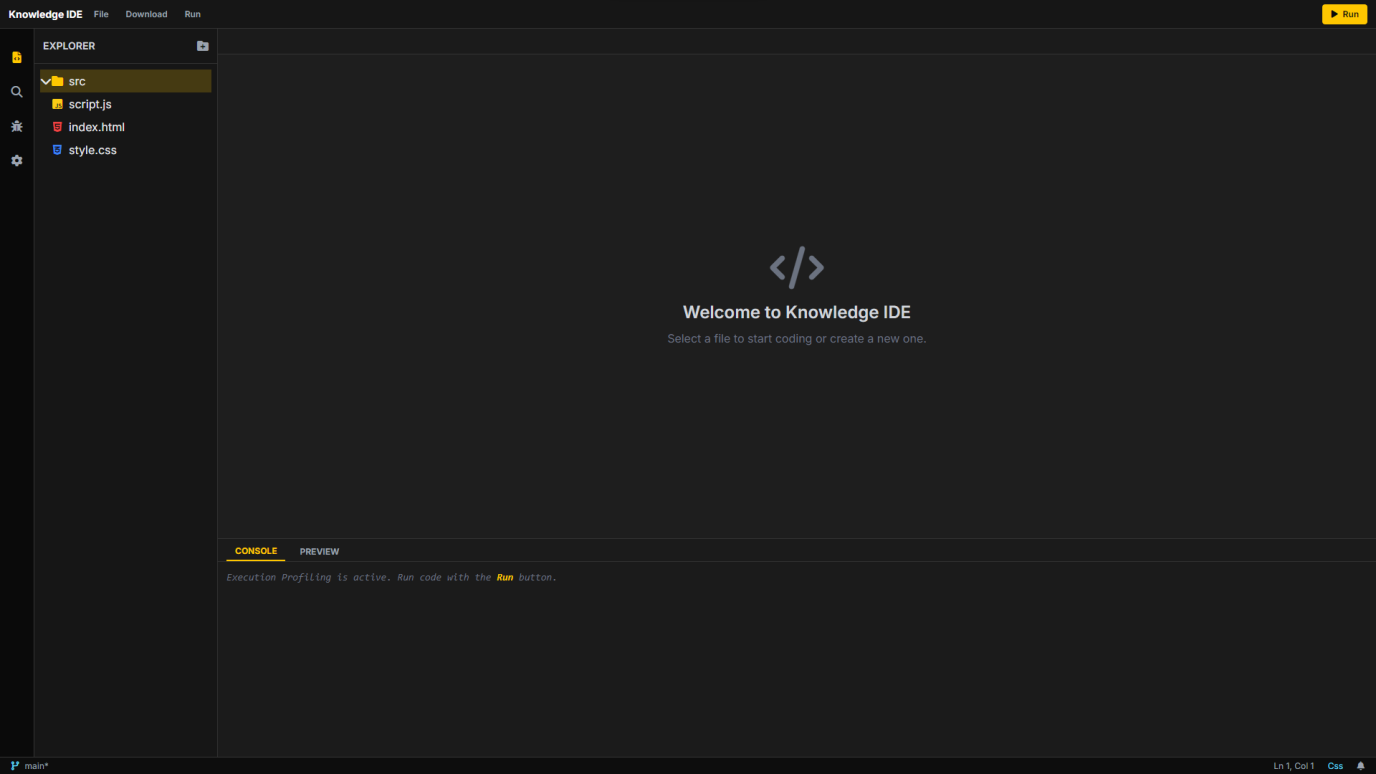 Knowledge IDE File Download Run Run
EXPLORER
src
script.js
index.html
style.css
Welcome to Knowledge IDE
Select a file to start coding or create a new one.
CONSOLE PREVIEW
Execution Profiling is active. Run code with the Run button.
main* Ln 1, Col 1 Css